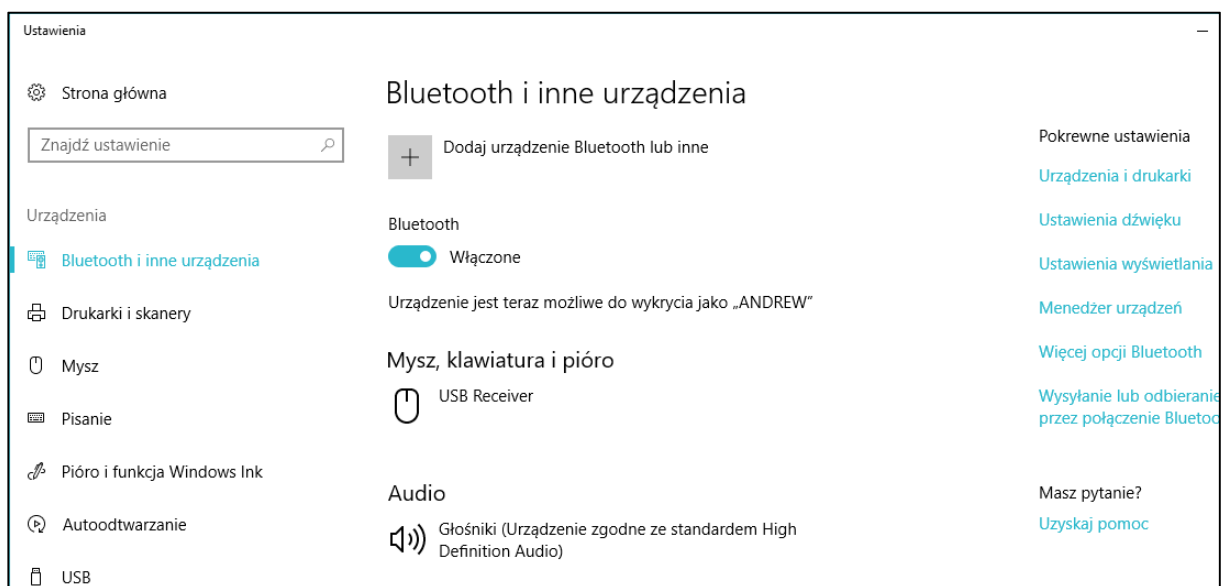 Ustawienia
Strona główna
Znajdź ustawienie
Urządzenia
Bluetooth i inne urządzenia
Drukarki i skanery
Mysz
Pisanie
Pióro i funkcja Windows Ink
Autoodtwarzanie
USB
Bluetooth i inne urządzenia
Dodaj urządzenie Bluetooth lub inne
Bluetooth
Włączone
Urządzenie jest teraz możliwe do wykrycia jako „ANDREW”
Mysz, klawiatura i pióro
USB Receiver
Audio
Głośniki (Urządzenie zgodne ze standardem High
Definition Audio)
Pokrewne ustawienia
Urządzenia i drukarki
Ustawienia dźwięku
Ustawienia wyświetlania
Menedżer urządzeń
Więcej opcji Bluetooth
Wysyłanie lub odbieranie
przez połączenie Bluetoo
Masz pytanie?
Uzyskaj pomoc